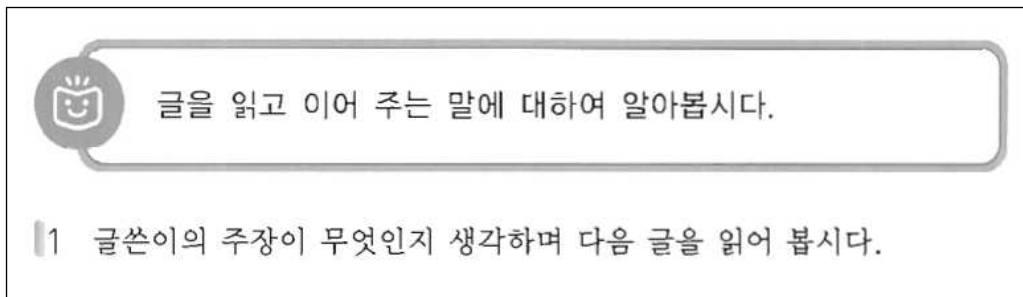 글을 읽고 이어 주는 말에 대하여 알아봅시다.
1 글쓴이의 주장이 무엇인지 생각하며 다음 글을 읽어 봅시다.